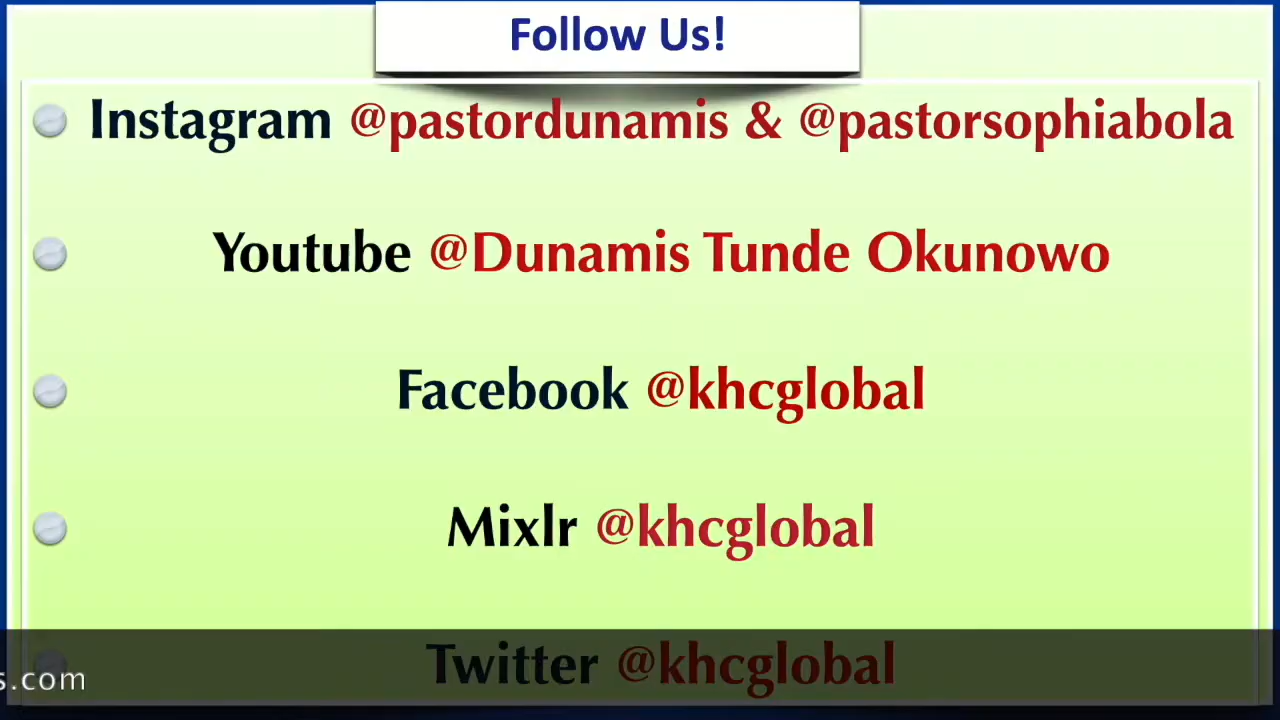 Follow Us!
Instagram @pastordunamis & @pastorsophiabola
Youtube @Dunamis Tunde Okunowo
Facebook @khcglobal
Mixlr @khcglobal
Twitter @khcglobal
s.com